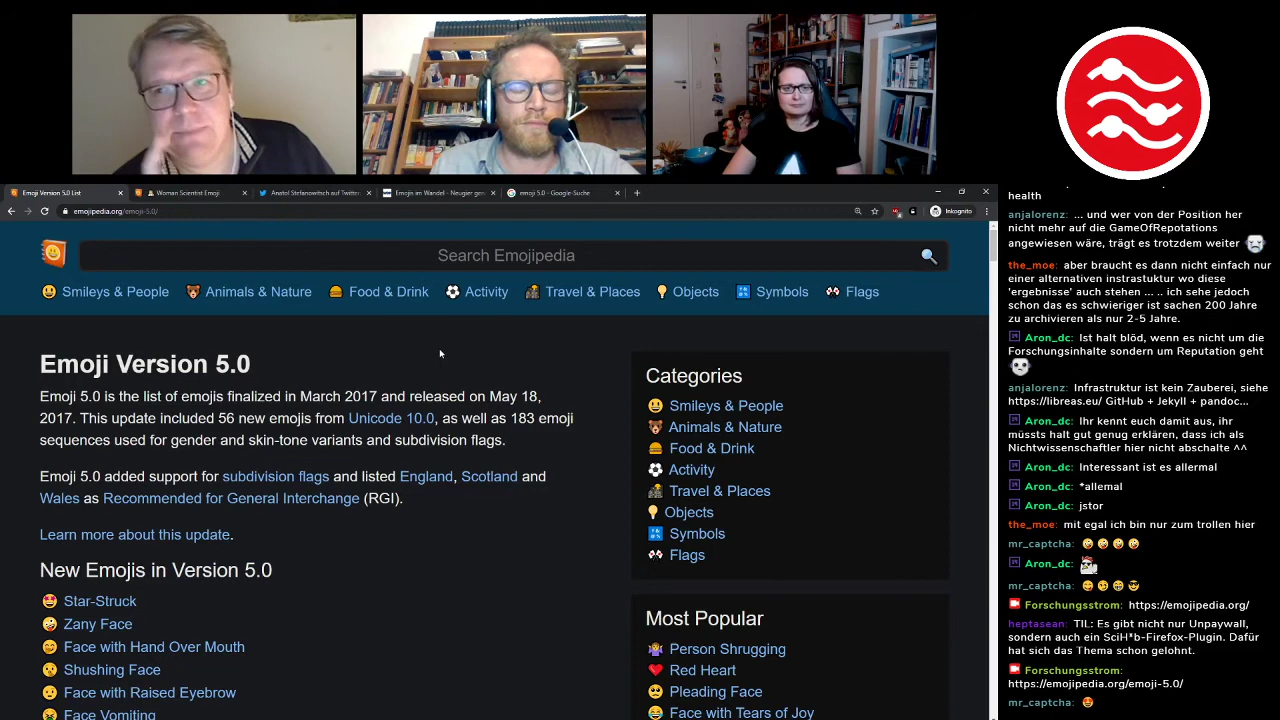 Emoji Version 5.0 List
Woman Scientist Emoji
Anatol Stefanowitsch auf Twitter:
Emojis im Wandel - Neugier gen
emoji 5.0 - Google-Suche
emojipedia.org/emoji-5.0/
Inkognito
Search Emojipedia
Smileys & People
Animals & Nature
Food & Drink
Activity
Travel & Places
Objects
Symbols
Flags
Emoji Version 5.0
Emoji 5.0 is the list of emojis finalized in March 2017 and released on May 18,
2017. This update included 56 new emojis from Unicode 10.0, as well as 183 emoji
sequences used for gender and skin-tone variants and subdivision flags.
Emoji 5.0 added support for subdivision flags and listed England, Scotland and
Wales as Recommended for General Interchange (RGI).
Learn more about this update.
New Emojis in Version 5.0
Star-Struck
Zany Face
Face with Hand Over Mouth
Shushing Face
Face with Raised Eyebrow
Face Vomiting
Categories
Smileys & People
Animals & Nature
Food & Drink
Activity
Travel & Places
Objects
Symbols
Flags
Most Popular
Person Shrugging
Red Heart
Pleading Face
Face with Tears of Joy
health
anjalorenz: ... und wer von der Position her
nicht mehr auf die GameOfRepotations
angewiesen wäre, trägt es trotzdem weiter
the_moe: aber braucht es dann nicht einfach nur
einer alternativen instrastuktur wo diese
'ergebnisse' auch stehen ... .. ich sehe jedoch
schon das es schwieriger ist sachen 200 Jahre
zu archivieren als nur 2-5 Jahre.
Aron_dc: Ist halt blöd, wenn es nicht um die
Forschungsinhalte sondern um Reputation geht
anjalorenz: Infrastruktur ist kein Zauberei, siehe
https://libreas.eu/ GitHub + Jekyll + pandoc...
Aron_dc: Ihr kennt euch damit aus, ihr
müssts halt gut genug erklären, dass ich als
Nichtwissenschaftler hier nicht abschalte ^^
Aron_dc: Interessant ist es allermal
Aron_dc: *allemal
Aron_dc: jstor
the_moe: mit egal ich bin nur zum trollen hier
mr_captcha:
Aron_dc:
mr_captcha:
Forschungsstrom: https://emojipedia.org/
heptasean: TIL: Es gibt nicht nur Unpaywall,
sondern auch ein SciH*b-Firefox-Plugin. Dafür
hat sich das Thema schon gelohnt.
Forschungsstrom:
https://emojipedia.org/emoji-5.0/
mr_captcha: